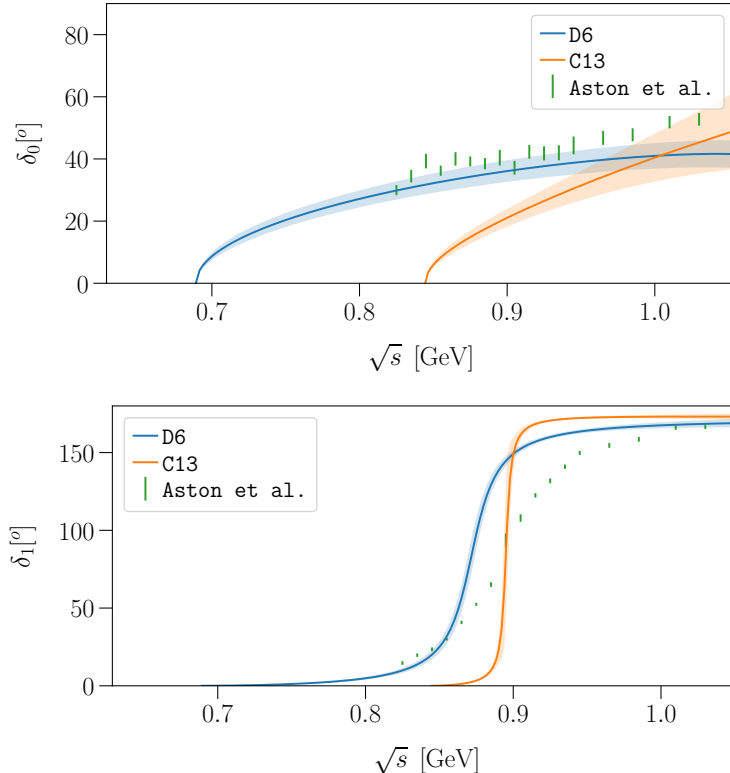 80
60
40
20
0
δ₀[°]
D6
C13
Aston et al.
0.7 0.8 0.9 1.0
√s [GeV]
150
100
50
0
δ₁[°]
D6
C13
Aston et al.
0.7 0.8 0.9 1.0
√s [GeV]